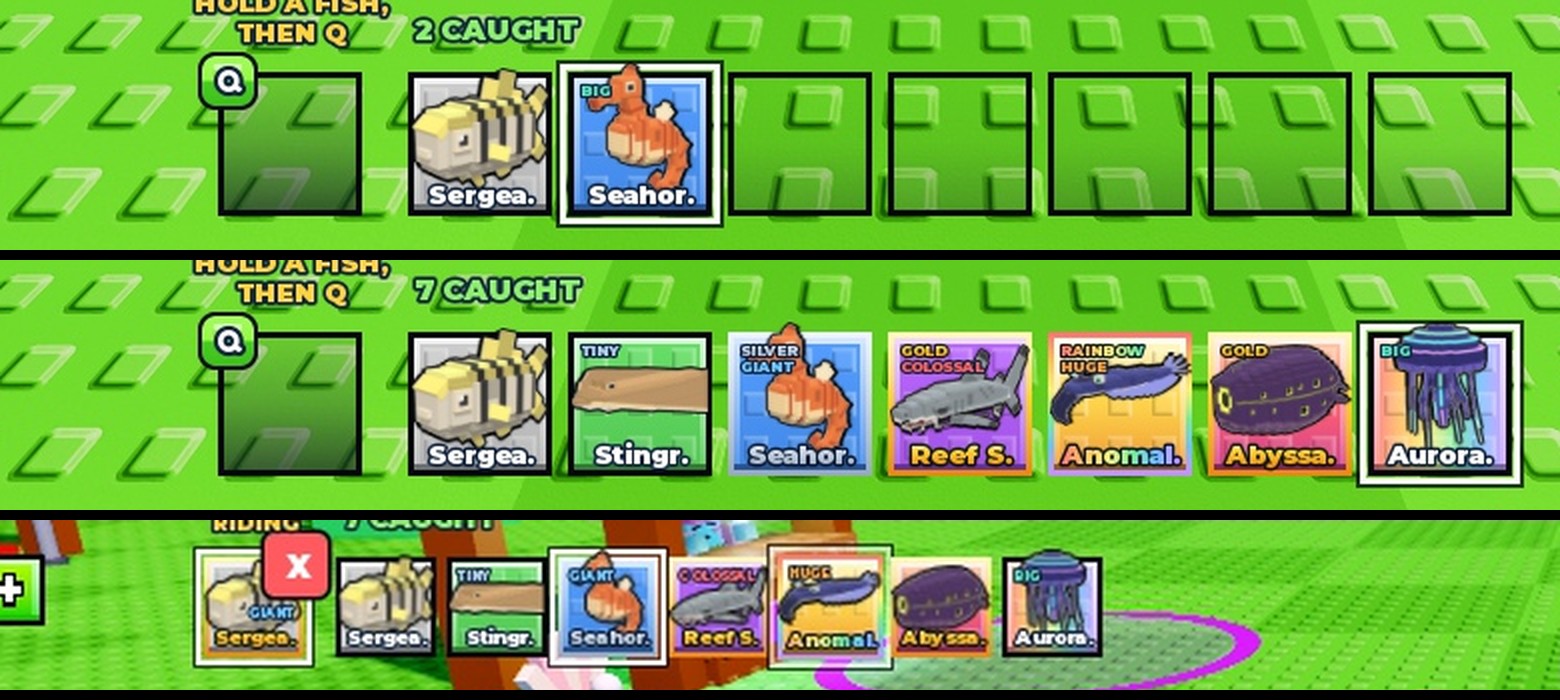 HOLD A FISH,
THEN Q
2 CAUGHT
Q
BIG
Sergea.
Seahor.
HOLD A FISH,
THEN Q
7 CAUGHT
Q
TINY
SILVER
GIANT
GOLD
COLOSSAL
RAINBOW
HUGE
GOLD
BIG
Sergea.
Stingr.
Seahor.
Reef S.
Anomal.
Abyssa.
Aurora.
RIDING
7 CAUGHT
X
+
GIANT
TINY
GIANT
COLOSSAL
HUGE
BIG
Sergea.
Sergea.
Stingr.
Seahor.
Reef S.
Anomal.
Abyssa.
Aurora.